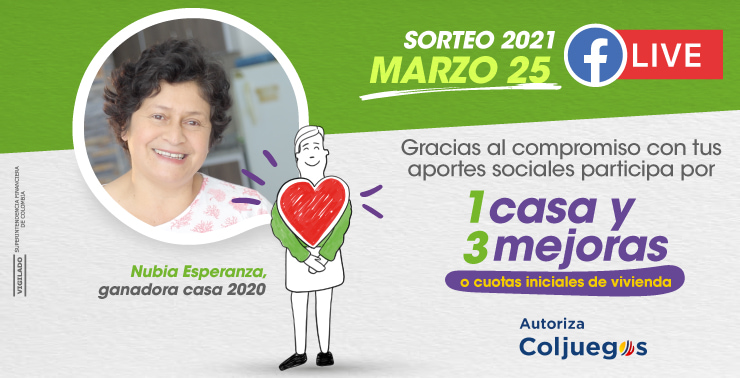 SORTEO 2021
MARZO 25
f LIVE
Gracias al compromiso con tus
aportes sociales participa por
1 casa y
3 mejoras
o cuotas iniciales de vivienda
Nubia Esperanza,
ganadora casa 2020
Autoriza
Coljuegos
VIGILADO SUPERINTENDENCIA FINANCIERA
DE COLOMBIA